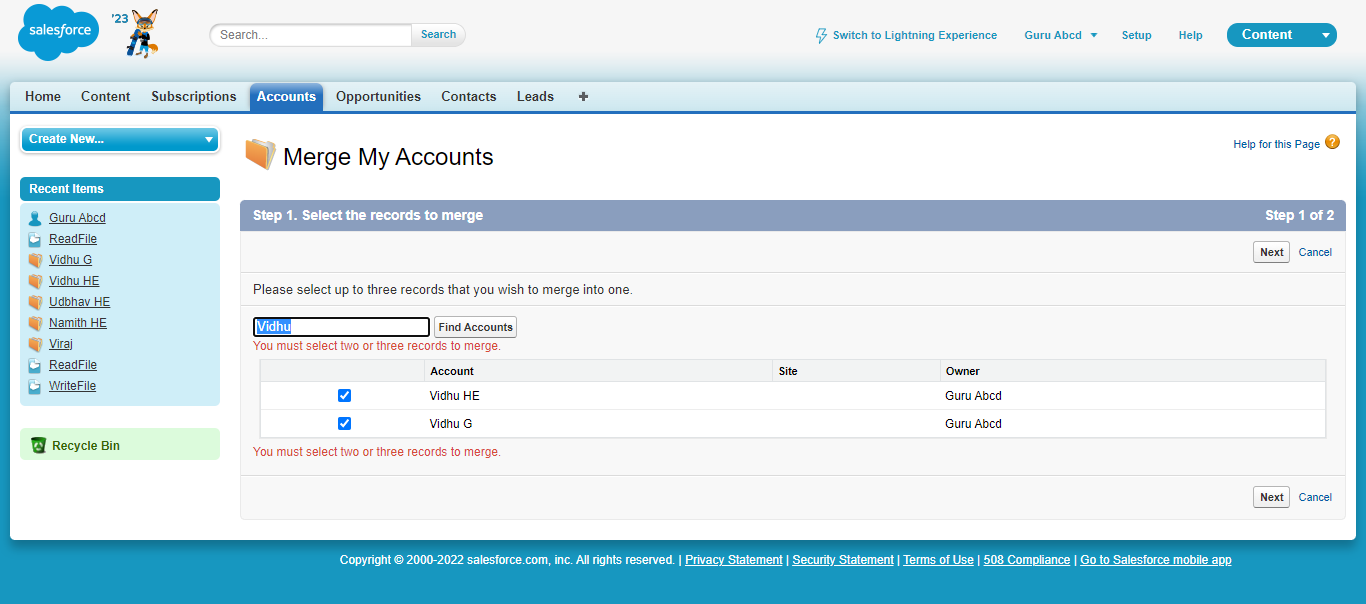 salesforce
'23
Search...
Search
Switch to Lightning Experience
Guru Abcd
Setup
Help
Content
Home Content Subscriptions Accounts Opportunities Contacts Leads +
Create New...
Recent Items
Guru Abcd
ReadFile
Vidhu G
Vidhu HE
Udbhav HE
Namith HE
Viraj
ReadFile
WriteFile
Recycle Bin
Merge My Accounts
Help for this Page ?
Step 1. Select the records to merge Step 1 of 2
Next Cancel
Please select up to three records that you wish to merge into one.
Vidhu Find Accounts
You must select two or three records to merge.
Account Site Owner
Vidhu HE Guru Abcd
Vidhu G Guru Abcd
You must select two or three records to merge.
Next Cancel
Copyright © 2000-2022 salesforce.com, inc. All rights reserved. | Privacy Statement | Security Statement | Terms of Use | 508 Compliance | Go to Salesforce mobile app